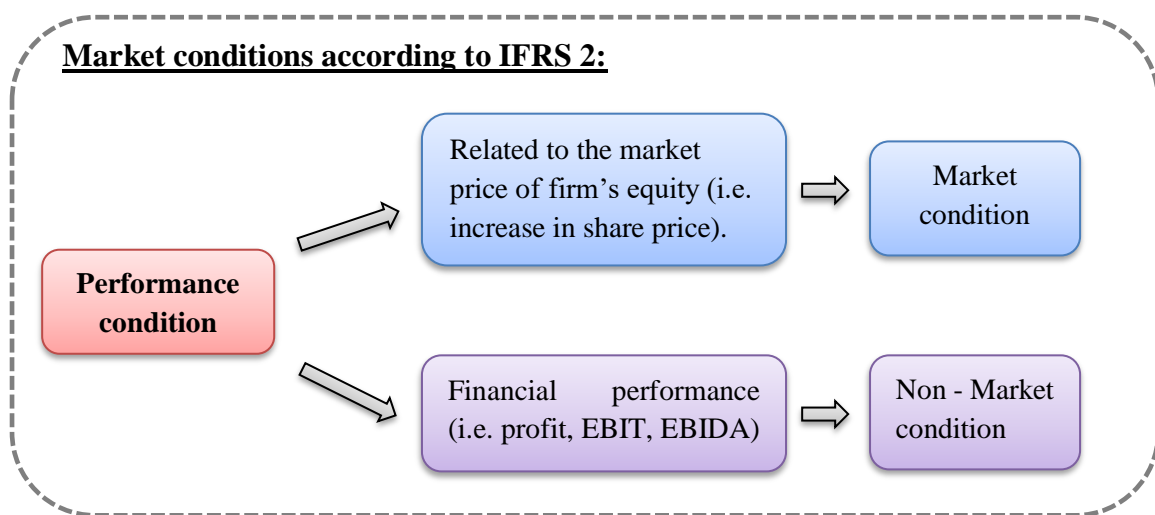 Market conditions according to IFRS 2:
Related to the market
price of firm’s equity (i.e.
increase in share price).
Market
condition
Performance
condition
Financial performance
(i.e. profit, EBIT, EBIDA)
Non - Market
condition